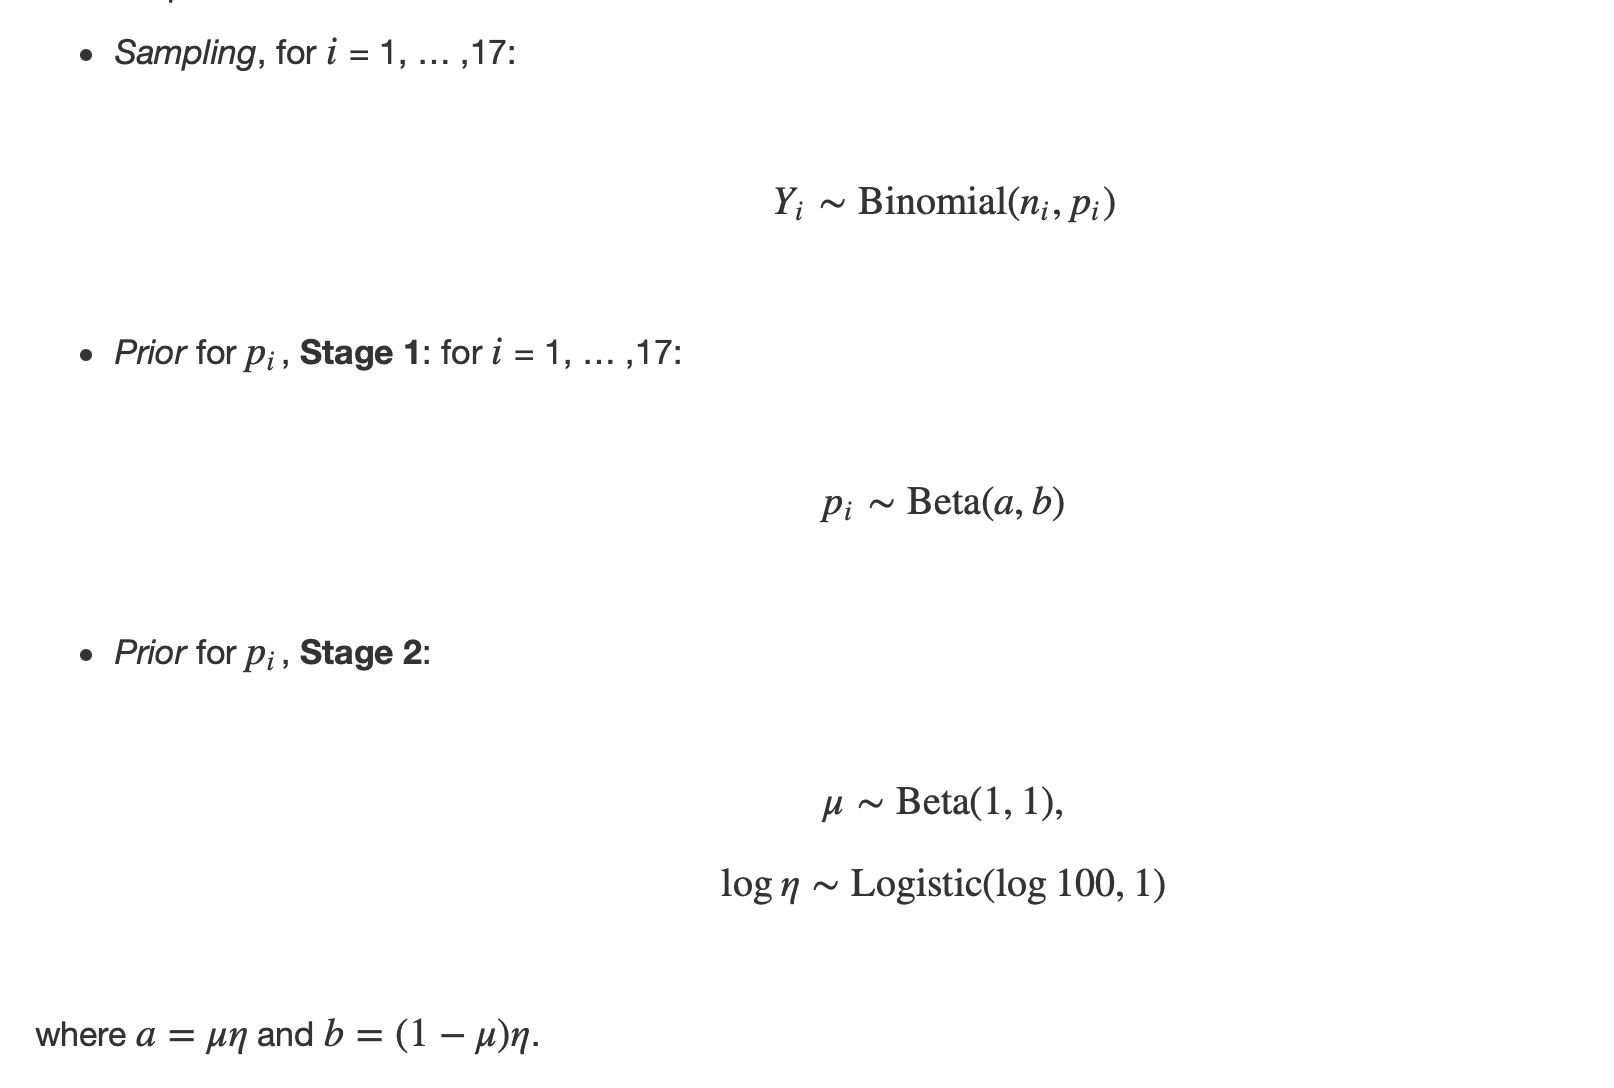 • Sampling, for i = 1, … ,17:
Yᵢ ∼ Binomial(nᵢ, pᵢ)
• Prior for pᵢ, Stage 1: for i = 1, … ,17:
pᵢ ∼ Beta(a, b)
• Prior for pᵢ, Stage 2:
μ ∼ Beta(1, 1),
log η ∼ Logistic(log 100, 1)
where a = μη and b = (1 − μ)η.